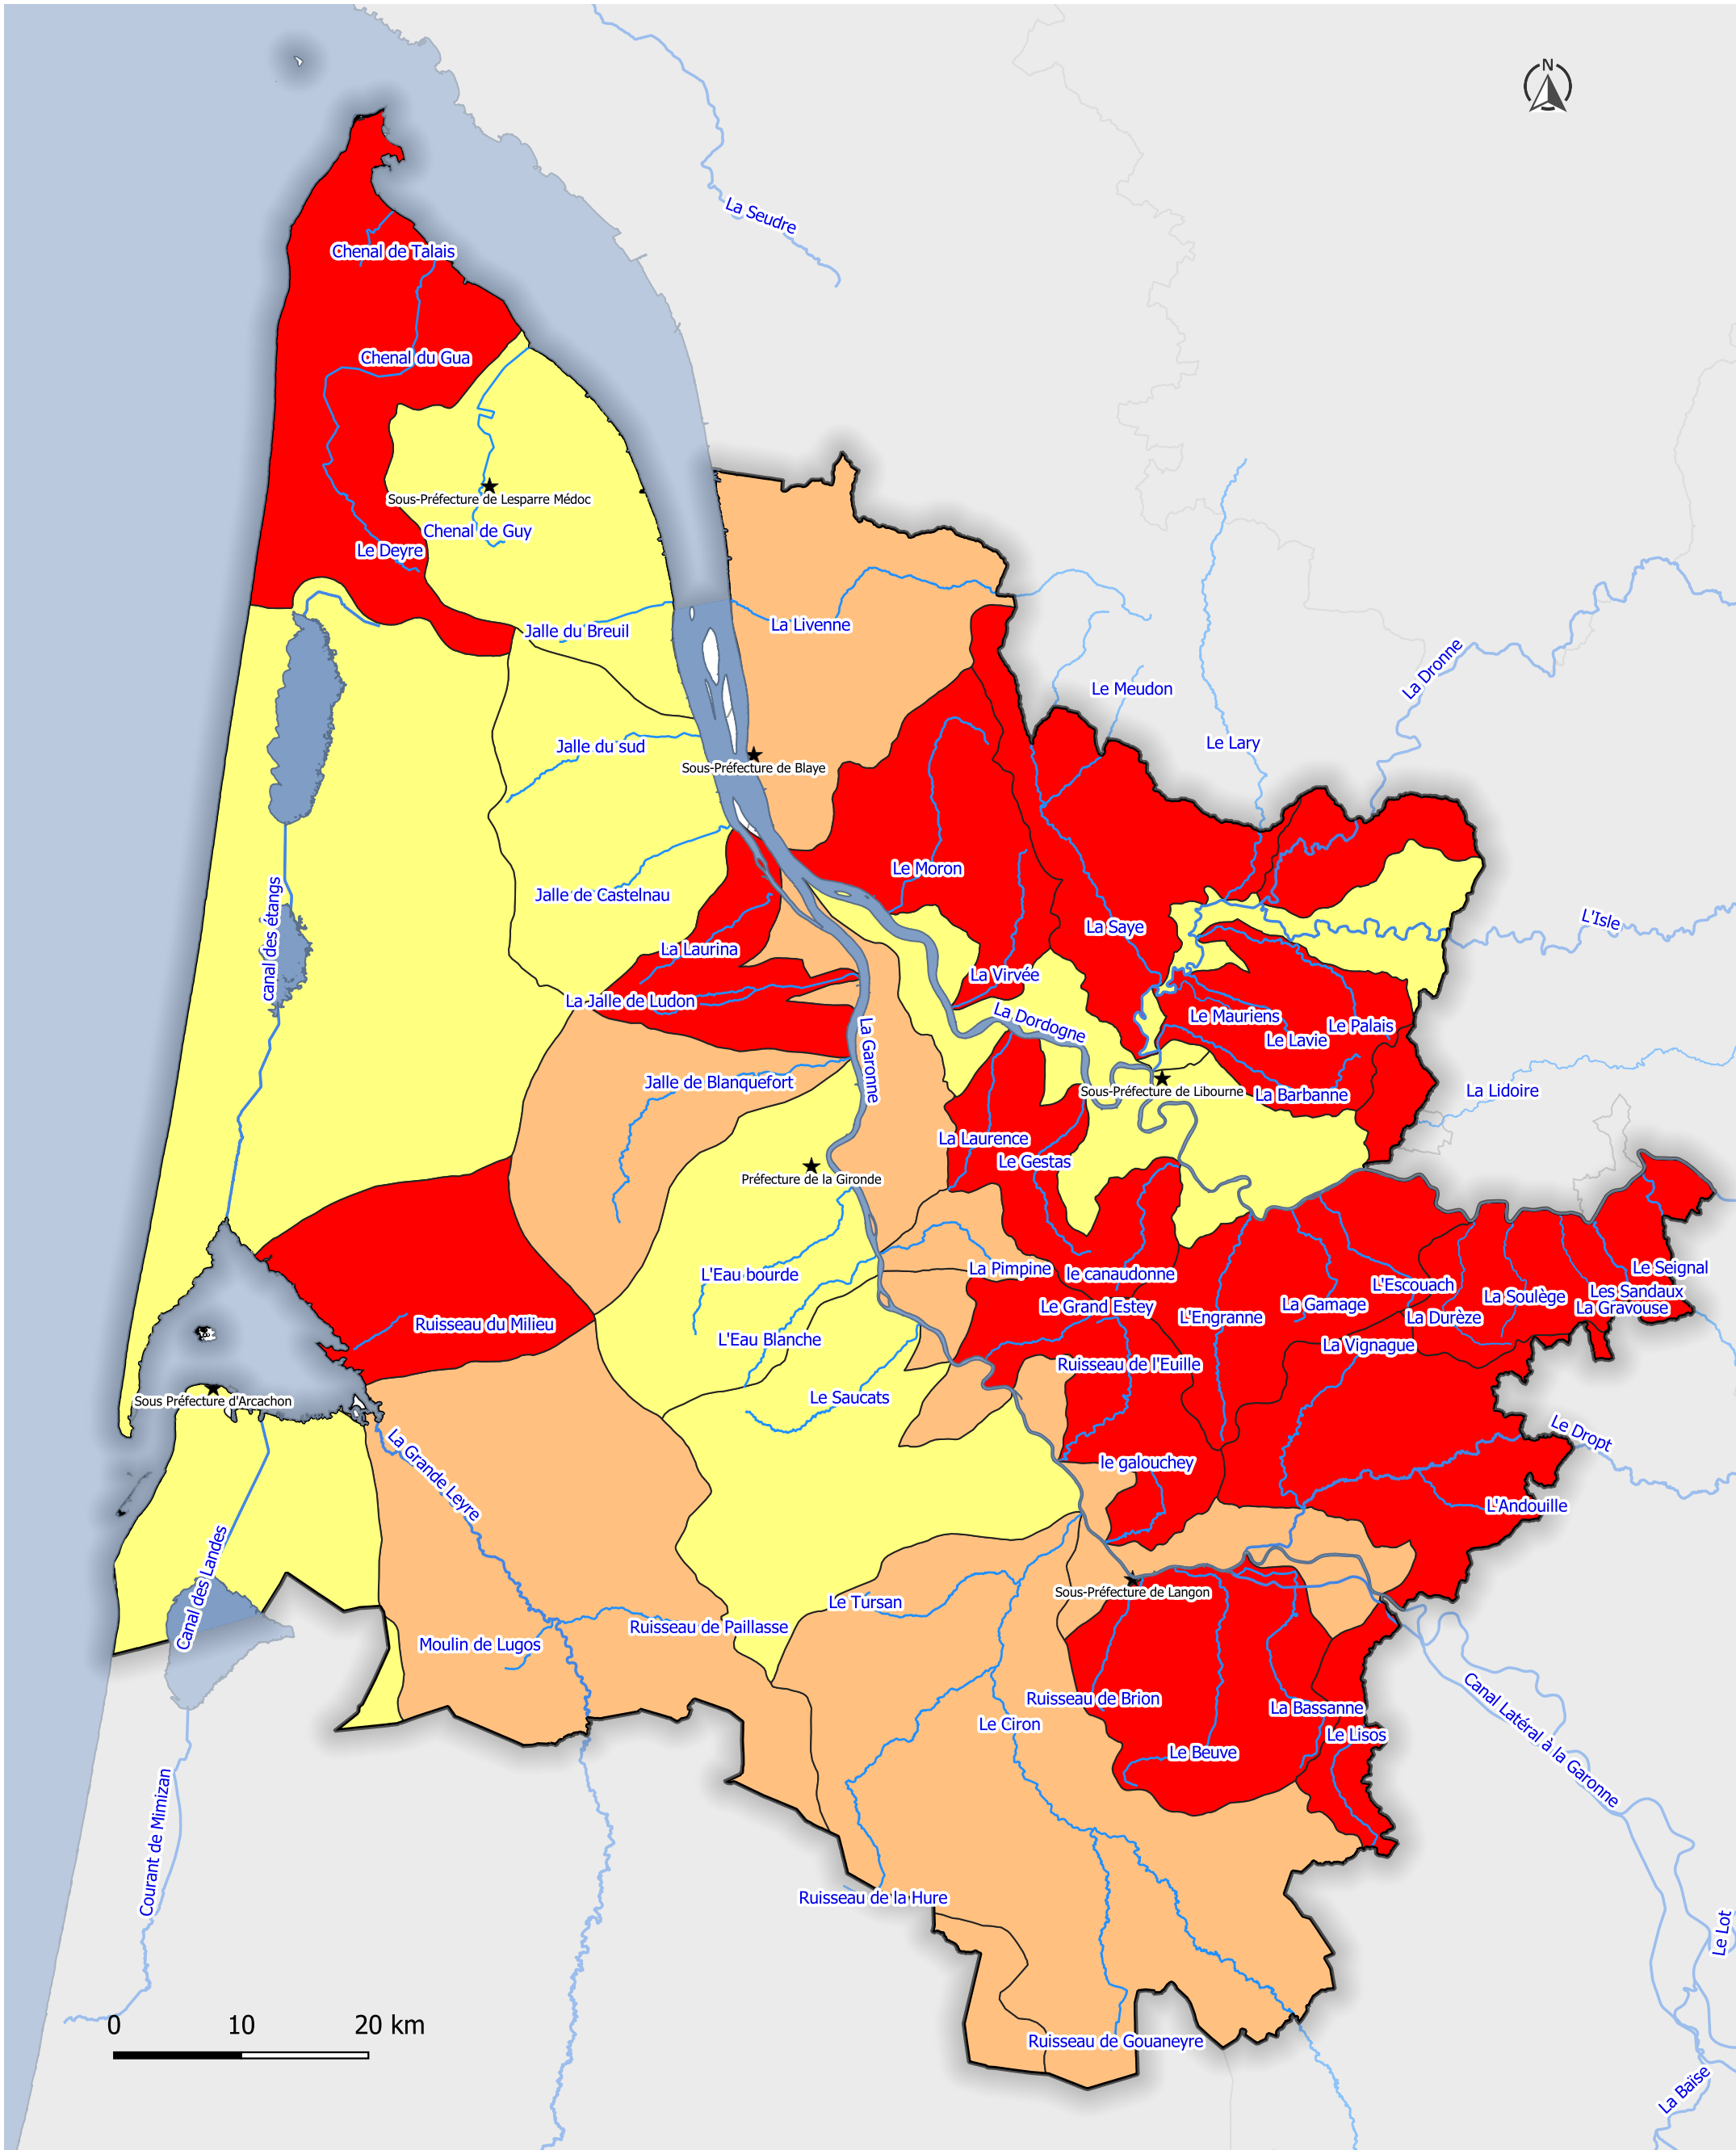 N
La Seudre
Chenal de Talais
Chenal du Gua
Sous-Préfecture de Lesparre Médoc
Chenal de Guy
Le Deyre
Jalle du Breuil
La Livenne
La Dronne
Le Meudon
Le Lary
Jalle du sud
Sous-Préfecture de Blaye
Le Moron
Jalle de Castelnau
canal des étangs
La Saye
L'Isle
La Laurina
La Virvée
La Jalle de Ludon
La Dordogne
Le Mauriens
Le Palais
Le Lavie
La Garonne
Jalle de Blanquefort
Sous-Préfecture de Libourne
La Barbanne
La Lidoire
La Laurence
Le Gestas
Préfecture de la Gironde
L'Eau bourde
La Pimpine
le canaudonne
Le Seignal
L'Escouach
Les Sandaux
La Soulège
La Gravouse
Le Grand Estey
L'Engranne
La Gamage
La Durèze
Ruisseau du Milieu
L'Eau Blanche
La Vignague
Ruisseau de l'Euille
Le Saucats
Sous Préfecture d'Arcachon
La Grande Leyre
Le Dropt
le galouchey
L'Andouille
Canal des Landes
Sous-Préfecture de Langon
Le Tursan
Ruisseau de Paillasse
Moulin de Lugos
Ruisseau de Brion
La Bassanne
Le Ciron
Le Lisos
Le Beuve
Canal Latéral à la Garonne
Courant de Mimizan
Ruisseau de la Hure
Le Lot
0 10 20 km
Ruisseau de Gouaneyre
La Baïse